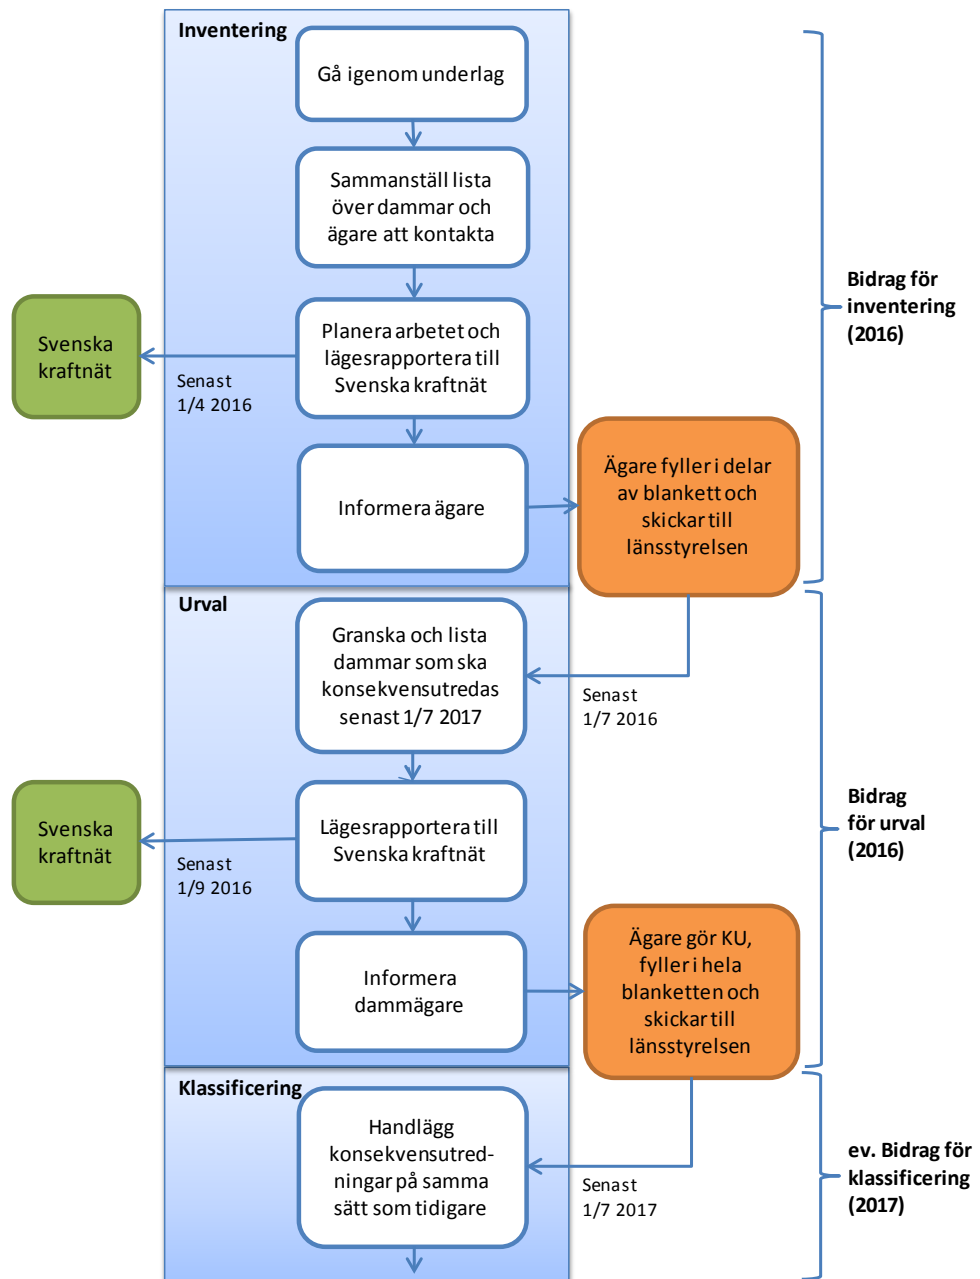 Inventering
Gå igenom underlag
Sammanställ lista
över dammar och
ägare att kontakta
Bidrag för
inventering
(2016)
Planera arbetet och
lägesrapportera till
Svenska kraftnät
Svenska
kraftnät
Senast
1/4 2016
Informera ägare
Ägare fyller i delar
av blankett och
skickar till
länsstyrelsen
Urval
Granska och lista
dammar som ska
konsekvensutredas
senast 1/7 2017
Senast
1/7 2016
Bidrag
för urval
(2016)
Lägesrapportera till
Svenska kraftnät
Svenska
kraftnät
Senast
1/9 2016
Informera
dammägare
Ägare gör KU,
fyller i hela
blanketten och
skickar till
länsstyrelsen
Klassificering
Handlägg
konsekvensutred-
ningar på samma
sätt som tidigare
Senast
1/7 2017
ev. Bidrag för
klassificering
(2017)